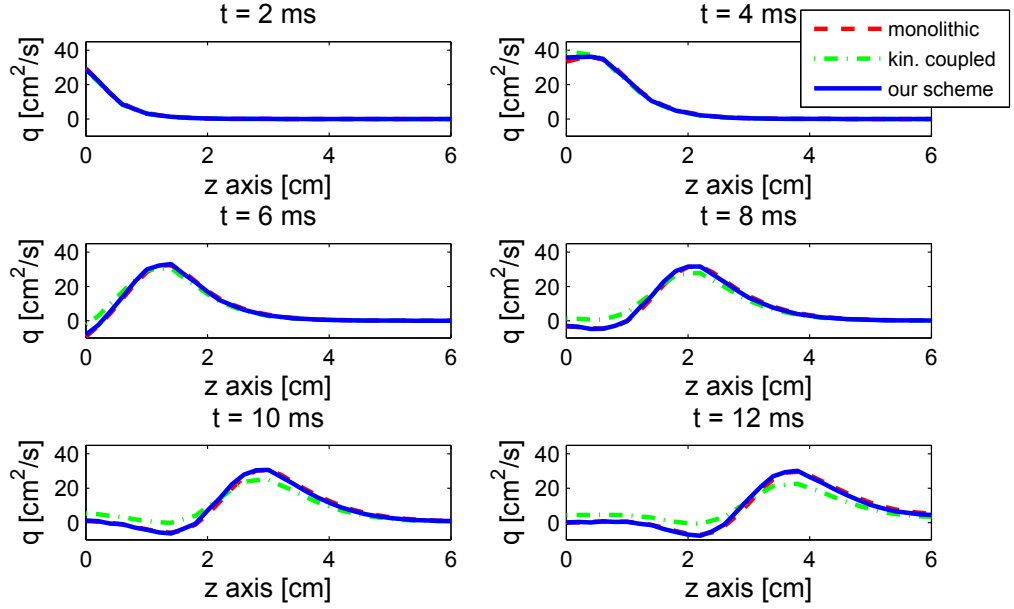 t = 2 ms
q [cm²/s]
40
20
0
0
2
4
6
z axis [cm]
t = 4 ms
q [cm²/s]
40
20
0
0
2
4
6
z axis [cm]
monolithic
kin. coupled
our scheme
t = 6 ms
q [cm²/s]
40
20
0
0
2
4
6
z axis [cm]
t = 8 ms
q [cm²/s]
40
20
0
0
2
4
6
z axis [cm]
t = 10 ms
q [cm²/s]
40
20
0
0
2
4
6
z axis [cm]
t = 12 ms
q [cm²/s]
40
20
0
0
2
4
6
z axis [cm]